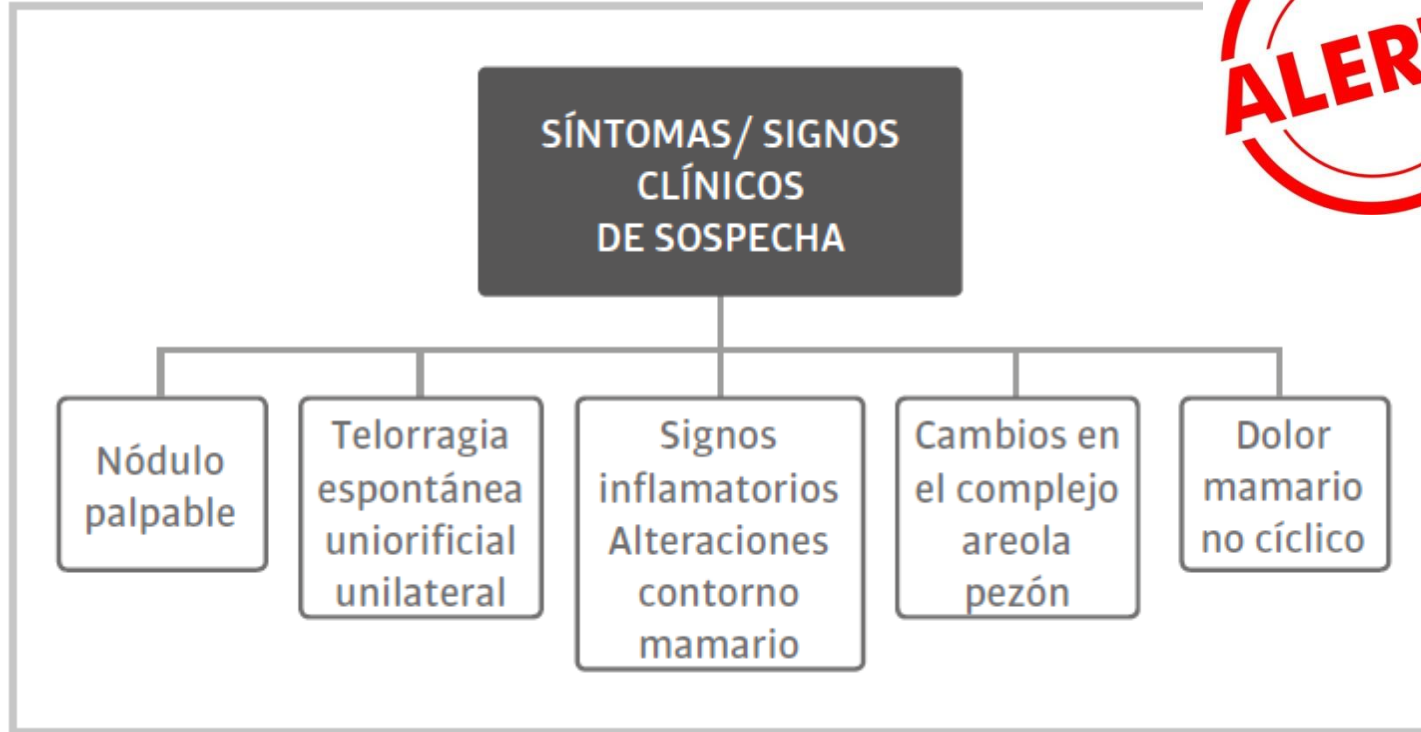 ALER
SÍNTOMAS/ SIGNOS
CLÍNICOS
DE SOSPECHA
Nódulo
palpable
Telorragia
espontánea
uniorificial
unilateral
Signos
inflamatorios
Alteraciones
contorno
mamario
Cambios en
el complejo
areola
pezón
Dolor
mamario
no cíclico